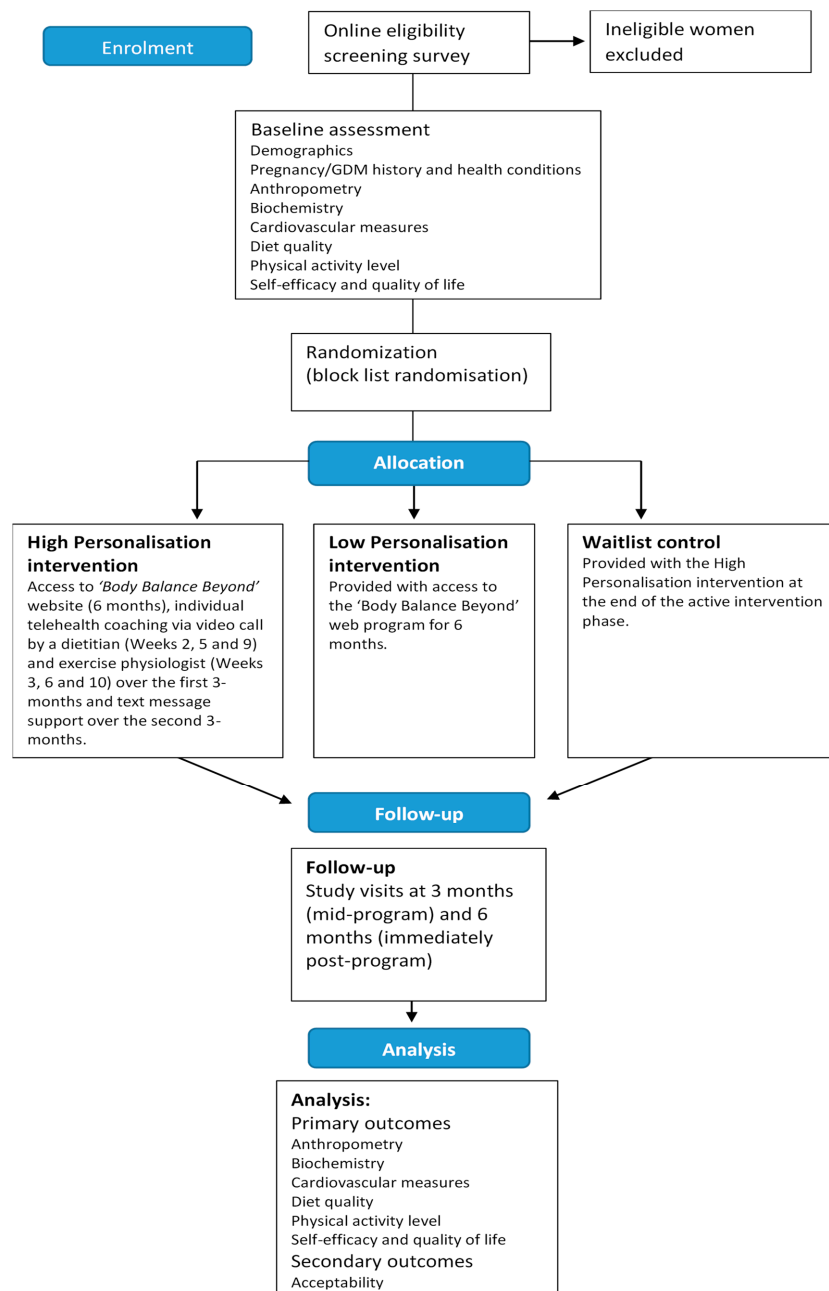 Enrolment
Online eligibility
screening survey
Ineligible women
excluded
Baseline assessment
Demographics
Pregnancy/GDM history and health conditions
Anthropometry
Biochemistry
Cardiovascular measures
Diet quality
Physical activity level
Self-efficacy and quality of life
Randomization
(block list randomisation)
Allocation
High Personalisation
intervention
Access to ‘Body Balance Beyond’
website (6 months), individual
telehealth coaching via video call
by a dietitian (Weeks 2, 5 and 9)
and exercise physiologist (Weeks
3, 6 and 10) over the first 3-
months and text message
support over the second 3-
months.
Low Personalisation
intervention
Provided with access to
the ‘Body Balance Beyond’
web program for 6
months.
Waitlist control
Provided with the High
Personalisation intervention at
the end of the active intervention
phase.
Follow-up
Follow-up
Study visits at 3 months
(mid-program) and 6
months (immediately
post-program)
Analysis
Analysis:
Primary outcomes
Anthropometry
Biochemistry
Cardiovascular measures
Diet quality
Physical activity level
Self-efficacy and quality of life
Secondary outcomes
Acceptability